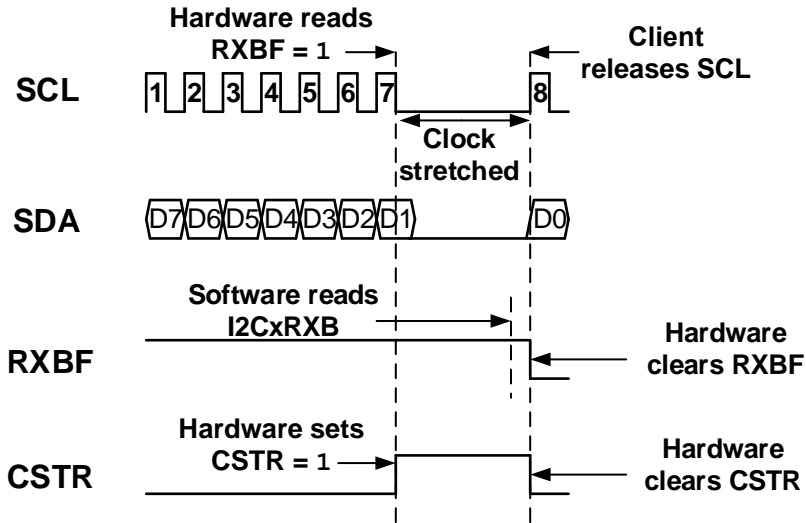 Hardware reads
RXBF = 1
Client
releases SCL
SCL
1 2 3 4 5 6 7 8
Clock
stretched
SDA
D7 D6 D5 D4 D3 D2 D1 D0
Software reads
I2CxRXB
RXBF
Hardware
clears RXBF
Hardware sets
CSTR = 1
CSTR
Hardware
clears CSTR